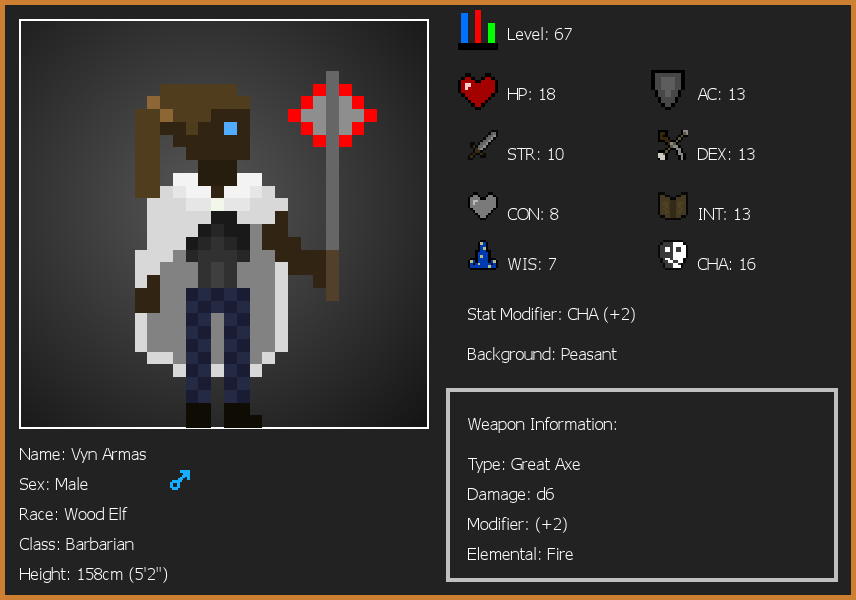 Level: 67
HP: 18
AC: 13
STR: 10
DEX: 13
CON: 8
INT: 13
WIS: 7
CHA: 16
Stat Modifier: CHA (+2)
Background: Peasant
Weapon Information:
Type: Great Axe
Damage: d6
Modifier: (+2)
Elemental: Fire
Name: Vyn Armas
Sex: Male
Race: Wood Elf
Class: Barbarian
Height: 158cm (5'2")